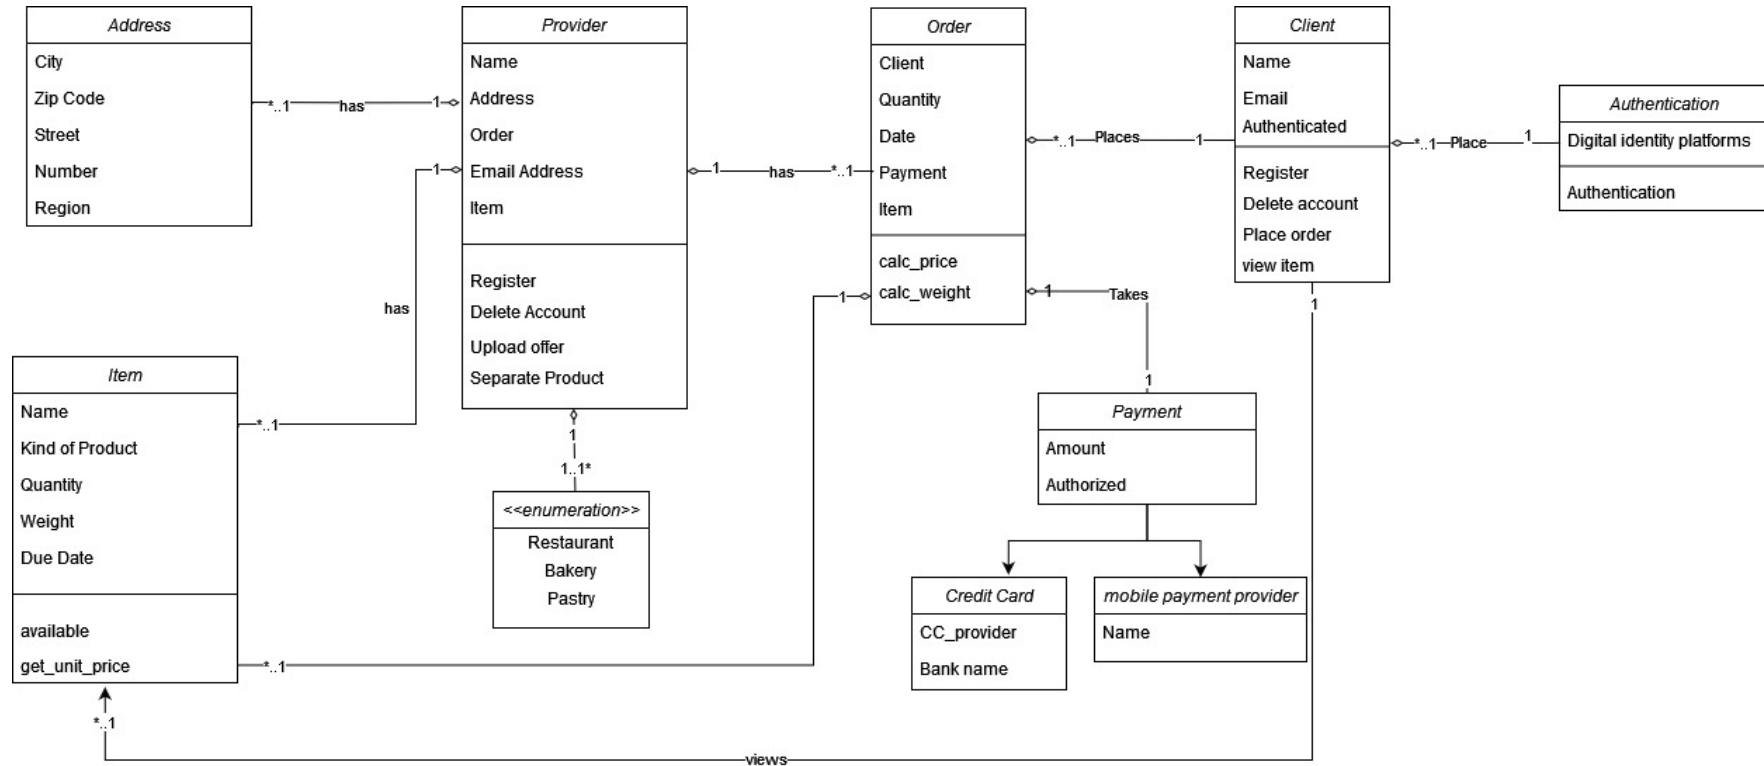 Address
City
Zip Code
Street
Number
Region
*..1
has
1
Provider
Name
Address
Order
Email Address
Item
Register
Delete Account
Upload offer
Separate Product
1
has
*..1
Order
Client
Quantity
Date
Payment
Item
calc_price
calc_weight
*..1
Places
1
Client
Name
Email
Authenticated
Register
Delete account
Place order
view item
*..1
Place
1
Authentication
Digital identity platforms
Authentication
1
has
*..1
Item
Name
Kind of Product
Quantity
Weight
Due Date
available
get_unit_price
1
1..1*
<<enumeration>>
Restaurant
Bakery
Pastry
1
*..1
1
Takes
1
Payment
Amount
Authorized
Credit Card
CC_provider
Bank name
mobile payment provider
Name
1
*..1
views